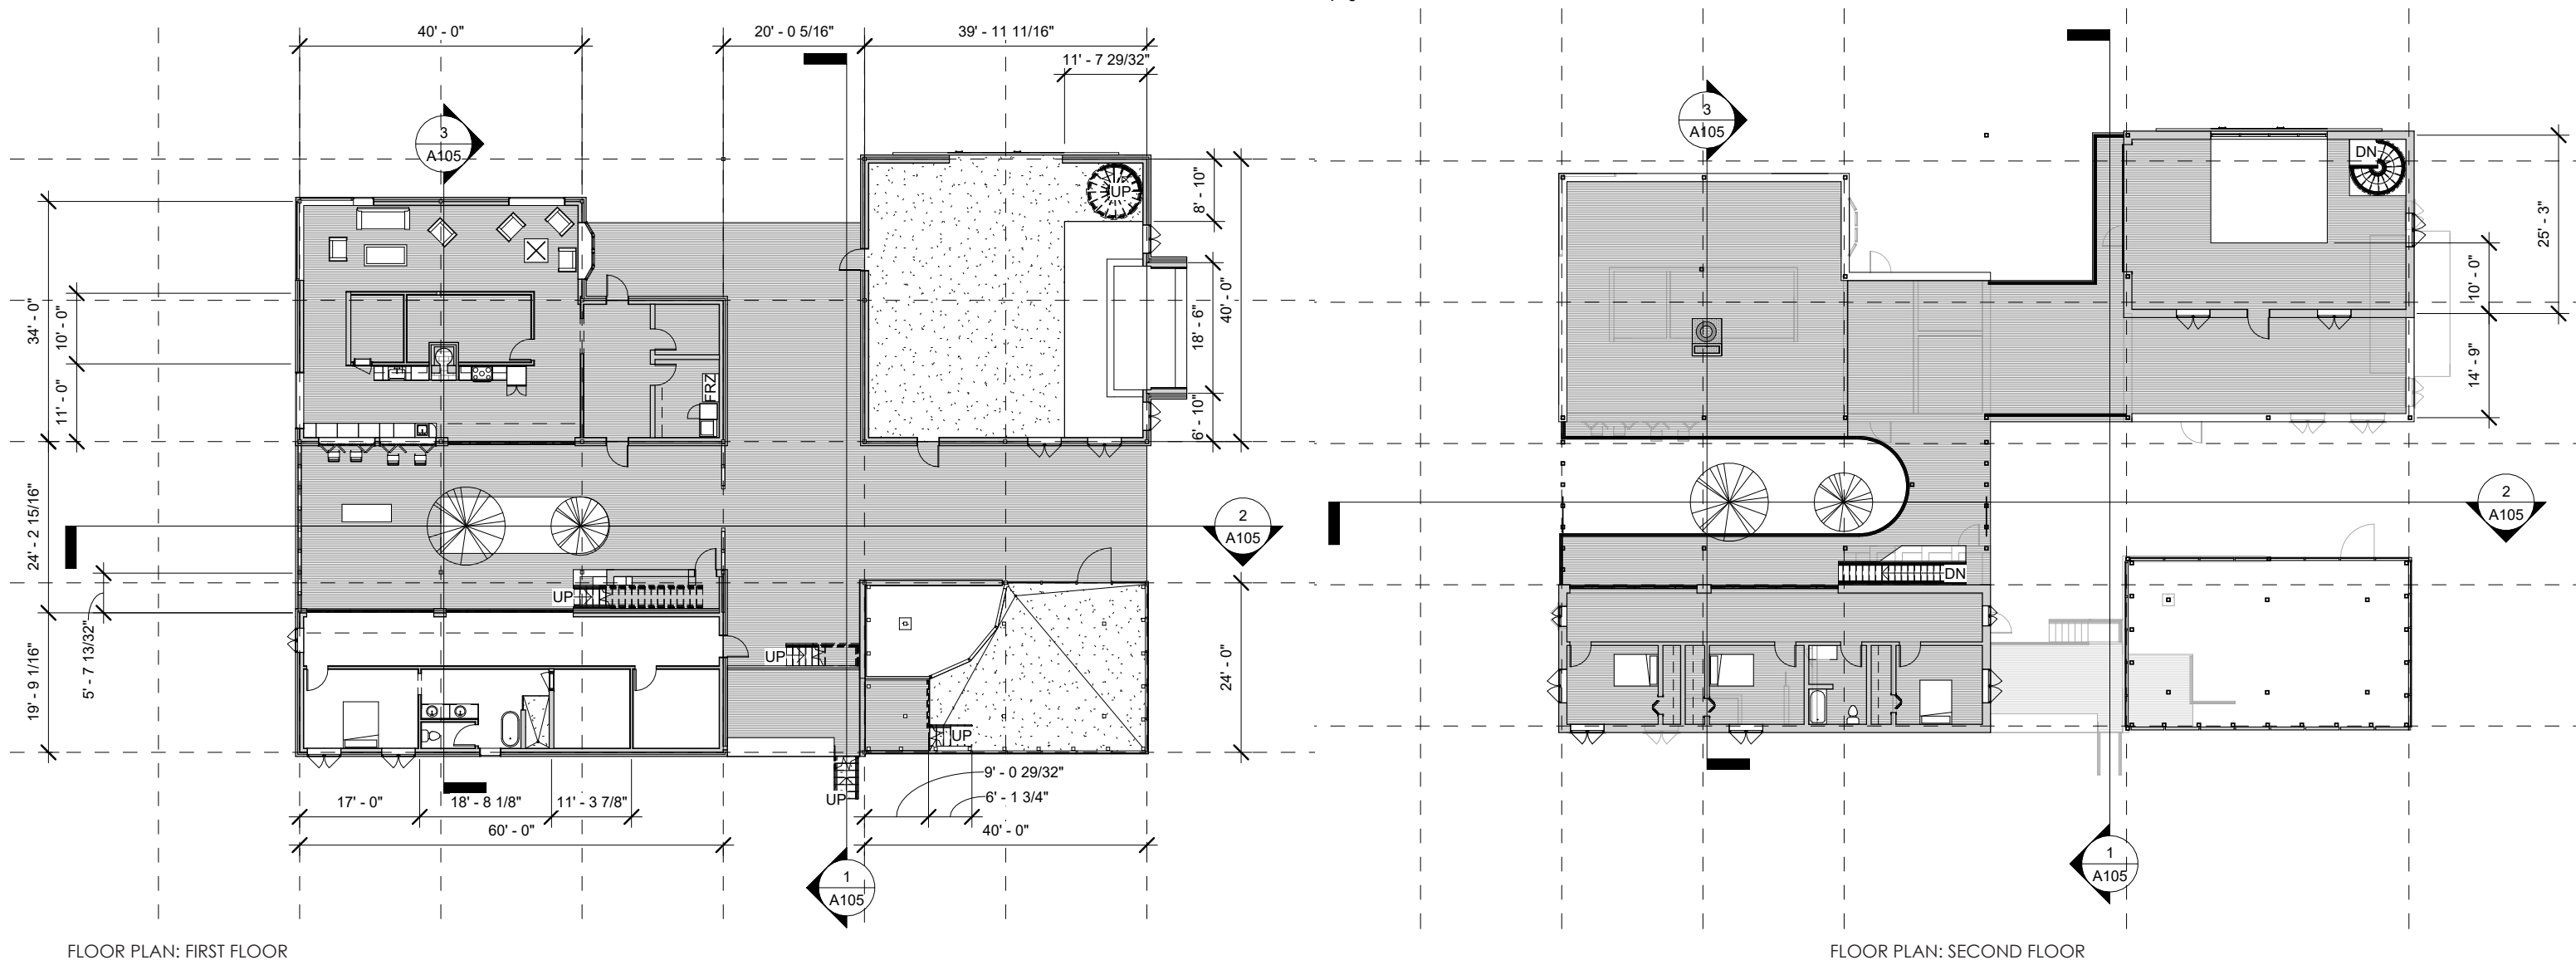 40' - 0"
20' - 0 5/16"
39' - 11 11/16"
11' - 7 29/32"
3
A105
UP
8' - 10"
40' - 0"
18' - 6"
6' - 10"
34' - 0"
10' - 0"
11' - 0"
FRZ
24' - 2 15/16"
5' - 7 13/32"
19' - 9 1/16"
UP
UP
UP
UP
2
A105
24' - 0"
9' - 0 29/32"
6' - 1 3/4"
17' - 0"
18' - 8 1/8"
11' - 3 7/8"
60' - 0"
40' - 0"
1
A105
FLOOR PLAN: FIRST FLOOR
3
A105
DN
25' - 3"
10' - 0"
14' - 9"
2
A105
DN
1
A105
FLOOR PLAN: SECOND FLOOR